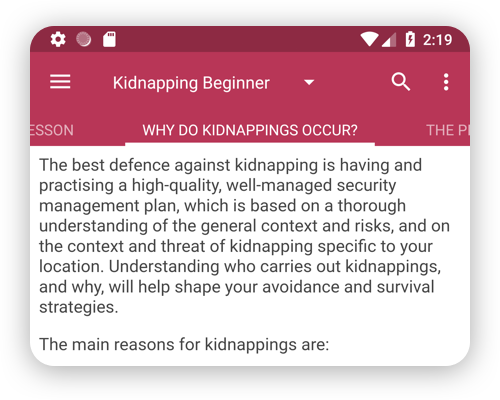 2:19
Kidnapping Beginner
ESSON WHY DO KIDNAPPINGS OCCUR? THE P
The best defence against kidnapping is having and
practising a high-quality, well-managed security
management plan, which is based on a thorough
understanding of the general context and risks, and on
the context and threat of kidnapping specific to your
location. Understanding who carries out kidnappings,
and why, will help shape your avoidance and survival
strategies.
The main reasons for kidnappings are: